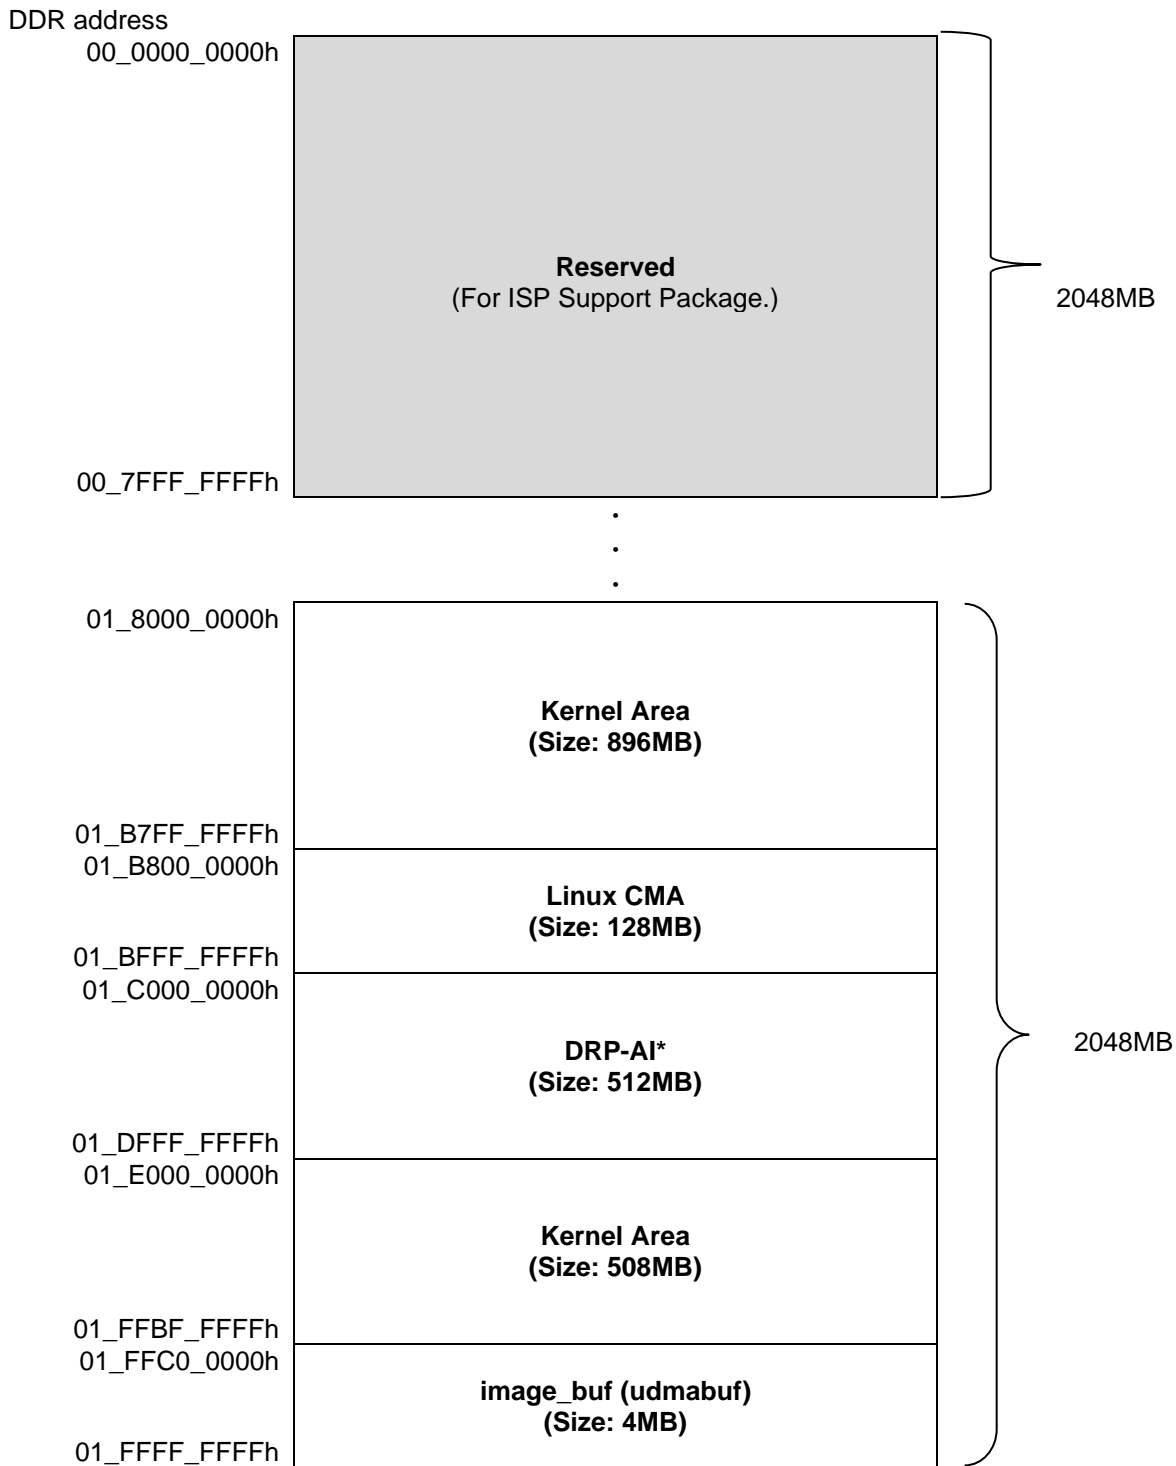 DDR address
00_0000_0000h
Reserved
(For ISP Support Package.)
2048MB
00_7FFF_FFFFh
01_8000_0000h
Kernel Area
(Size: 896MB)
01_B7FF_FFFFh
01_B800_0000h
Linux CMA
(Size: 128MB)
01_BFFF_FFFFh
01_C000_0000h
DRP-AI*
(Size: 512MB)
2048MB
01_DFFF_FFFFh
01_E000_0000h
Kernel Area
(Size: 508MB)
01_FFBF_FFFFh
01_FFC0_0000h
image_buf (udmabuf)
(Size: 4MB)
01_FFFF_FFFFh